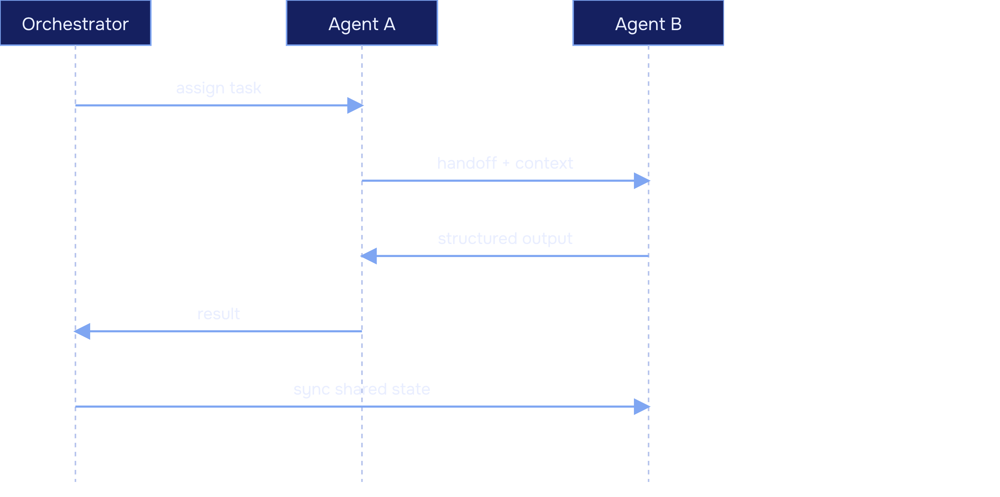 Orchestrator
Agent A
Agent B
assign task
handoff + context
structured output
result
sync shared state